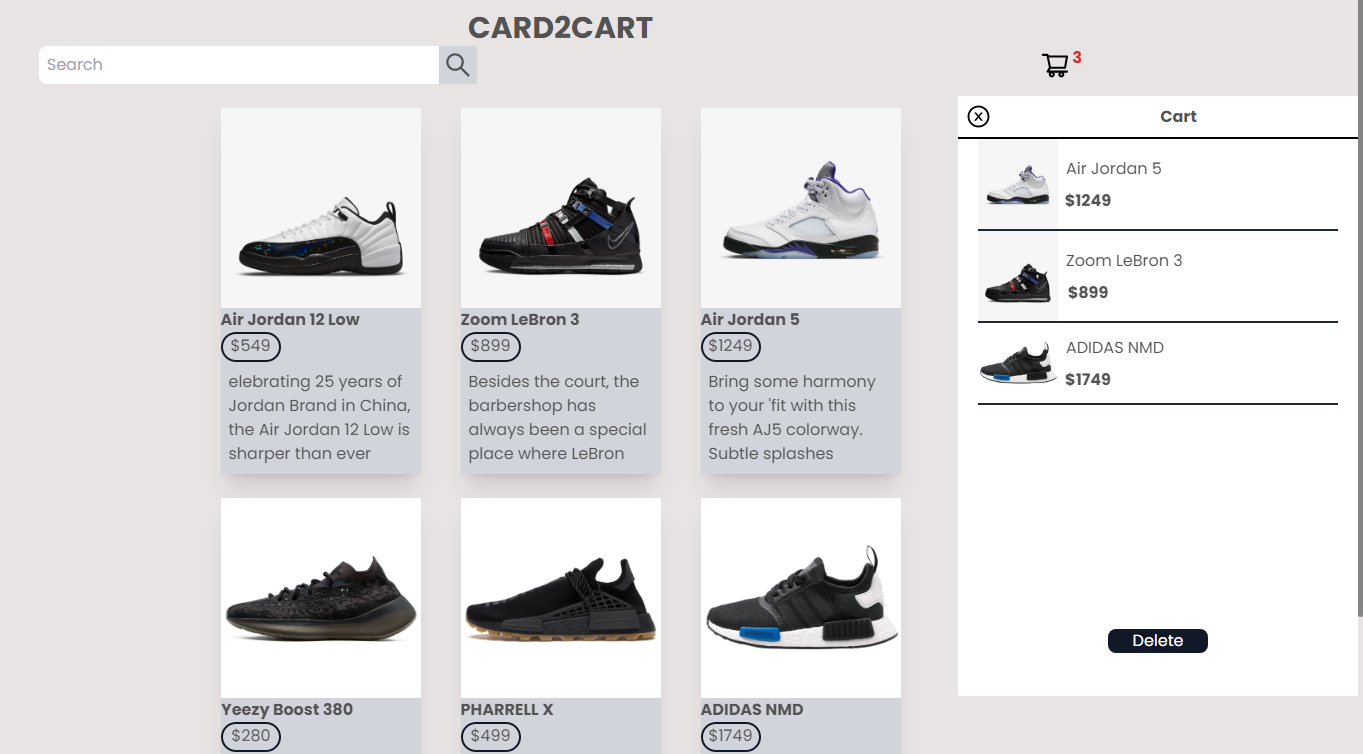 CARD2CART
Search
3
Air Jordan 12 Low
$549
elebrating 25 years of
Jordan Brand in China,
the Air Jordan 12 Low is
sharper than ever
Zoom LeBron 3
$899
Besides the court, the
barbershop has
always been a special
place where LeBron
Air Jordan 5
$1249
Bring some harmony
to your 'fit with this
fresh AJ5 colorway.
Subtle splashes
Yeezy Boost 380
$280
PHARRELL X
$499
ADIDAS NMD
$1749
Cart
Air Jordan 5
$1249
Zoom LeBron 3
$899
ADIDAS NMD
$1749
Delete